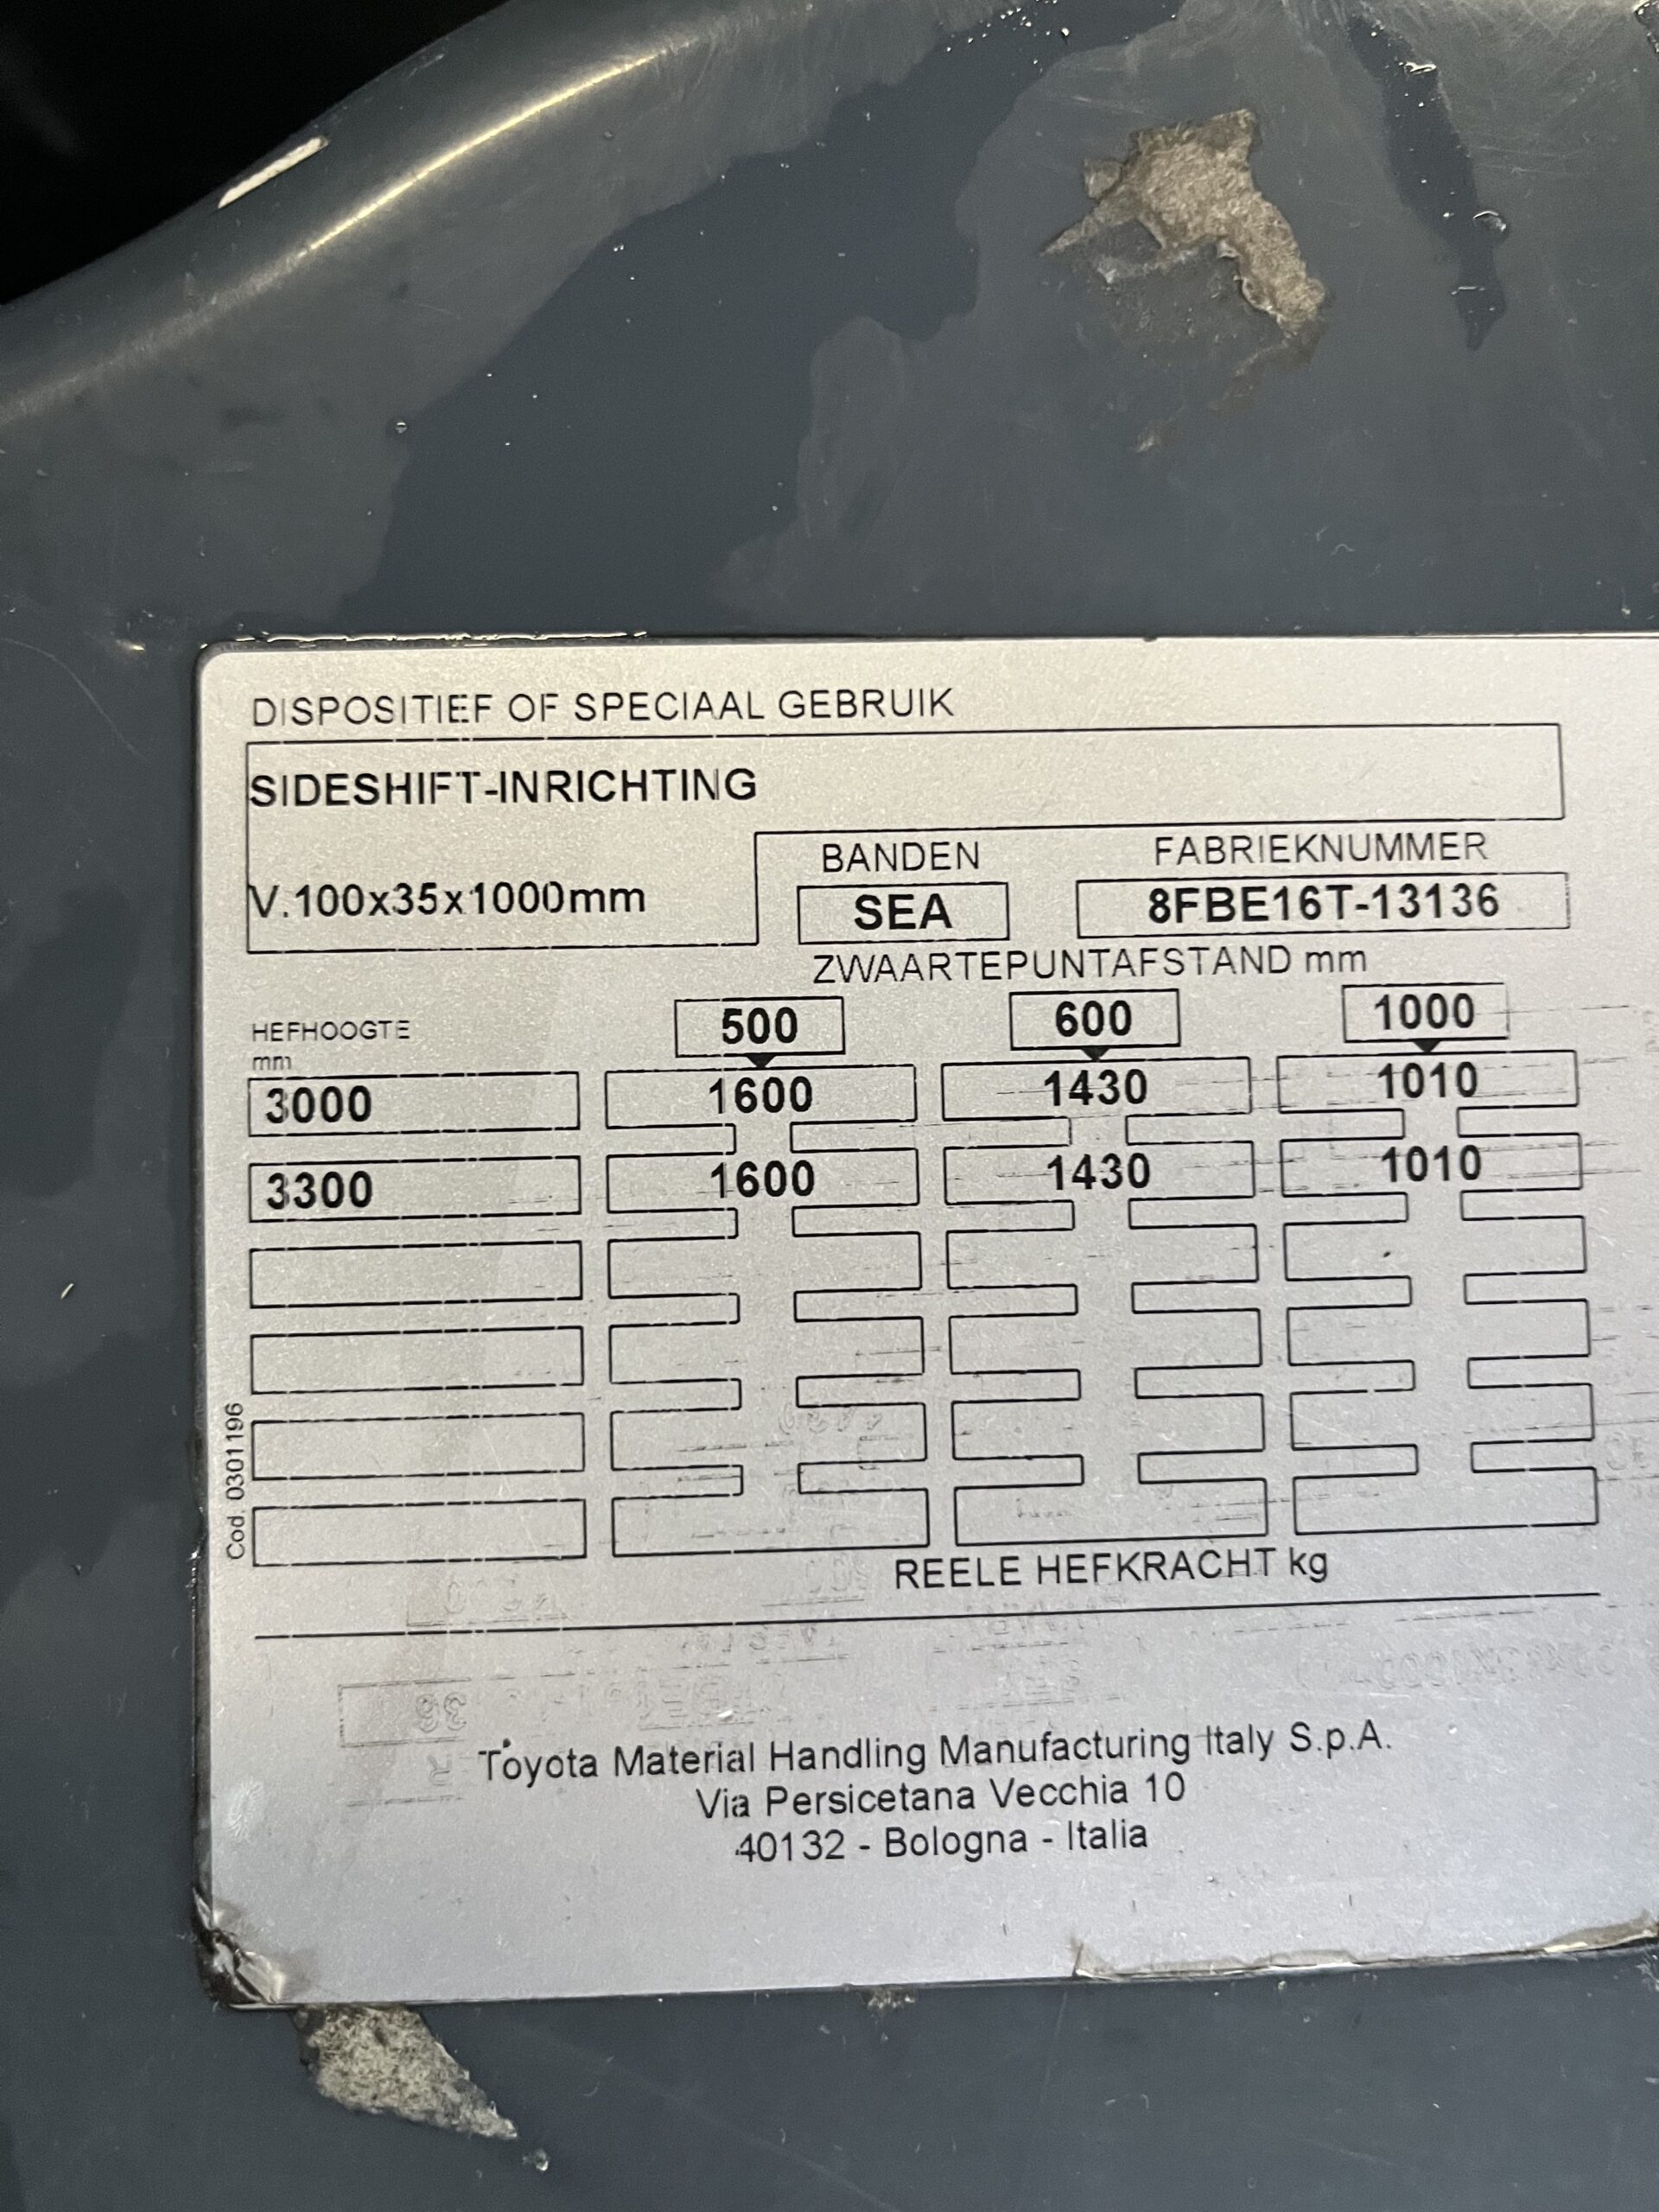 DISPOSITIEF OF SPECIAAL GEBRUIK
SIDESHIFT-INRICHTING
V.100x35x1000mm
BANDEN
SEA
FABRIEKNUMMER
8FBE16T-13136
ZWAARTEPUNTAFSTAND mm
HEFHOOGTE
mm
500 600 1000
3000 1600 1430 1010
3300 1600 1430 1010
Cod. 0301196
REELE HEFKRACHT kg
Toyota Material Handling Manufacturing Italy S.p.A.
Via Persicetana Vecchia 10
40132 - Bologna - Italia